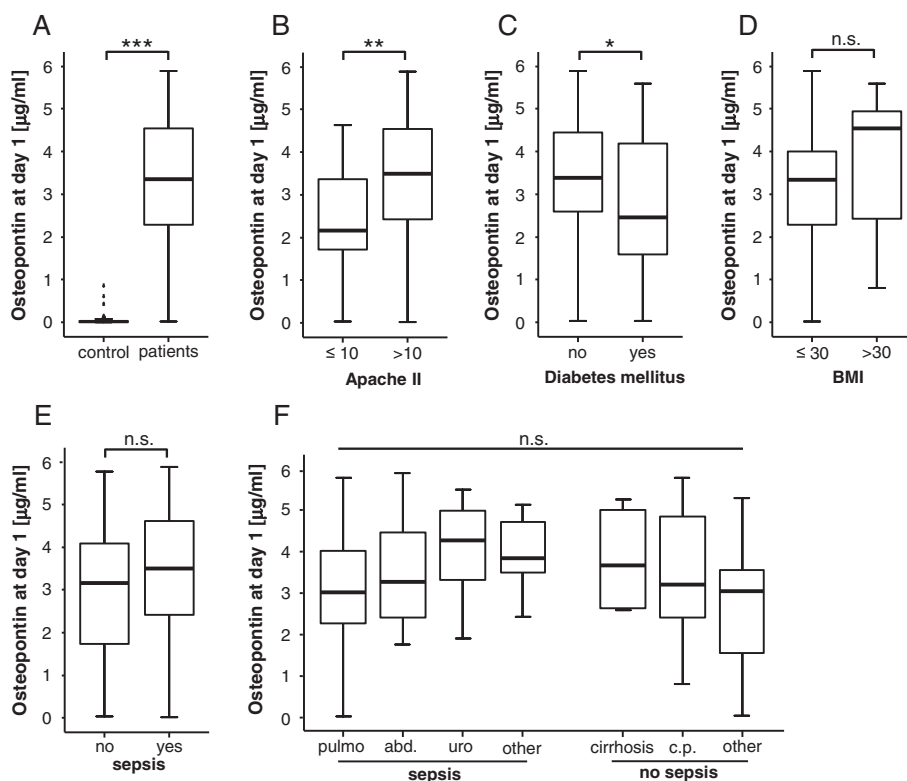 A
***
Osteopontin at day 1 [µg/ml]
6
5
4
3
2
1
0
control patients
B
**
Osteopontin at day 1 [µg/ml]
6
5
4
3
2
1
0
≤ 10 >10
Apache II
C
*
Osteopontin at day 1 [µg/ml]
6
5
4
3
2
1
0
no yes
Diabetes mellitus
D
n.s.
Osteopontin at day 1 [µg/ml]
6
5
4
3
2
1
0
≤ 30 >30
BMI
E
n.s.
Osteopontin at day 1 [µg/ml]
6
5
4
3
2
1
0
no yes
sepsis
F
n.s.
Osteopontin at day 1 [µg/ml]
6
5
4
3
2
1
0
pulmo abd. uro other cirrhosis c.p. other
sepsis no sepsis